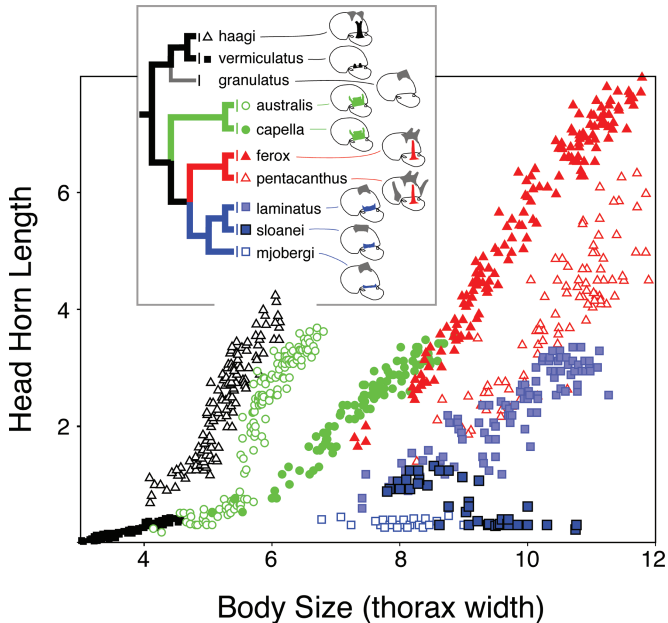 haagi
vermiculatus
granulatus
australis
capella
ferox
pentacanthus
laminatus
sloanei
mjobergi
Head Horn Length
6
4
2
4
6
8
10
12
Body Size (thorax width)